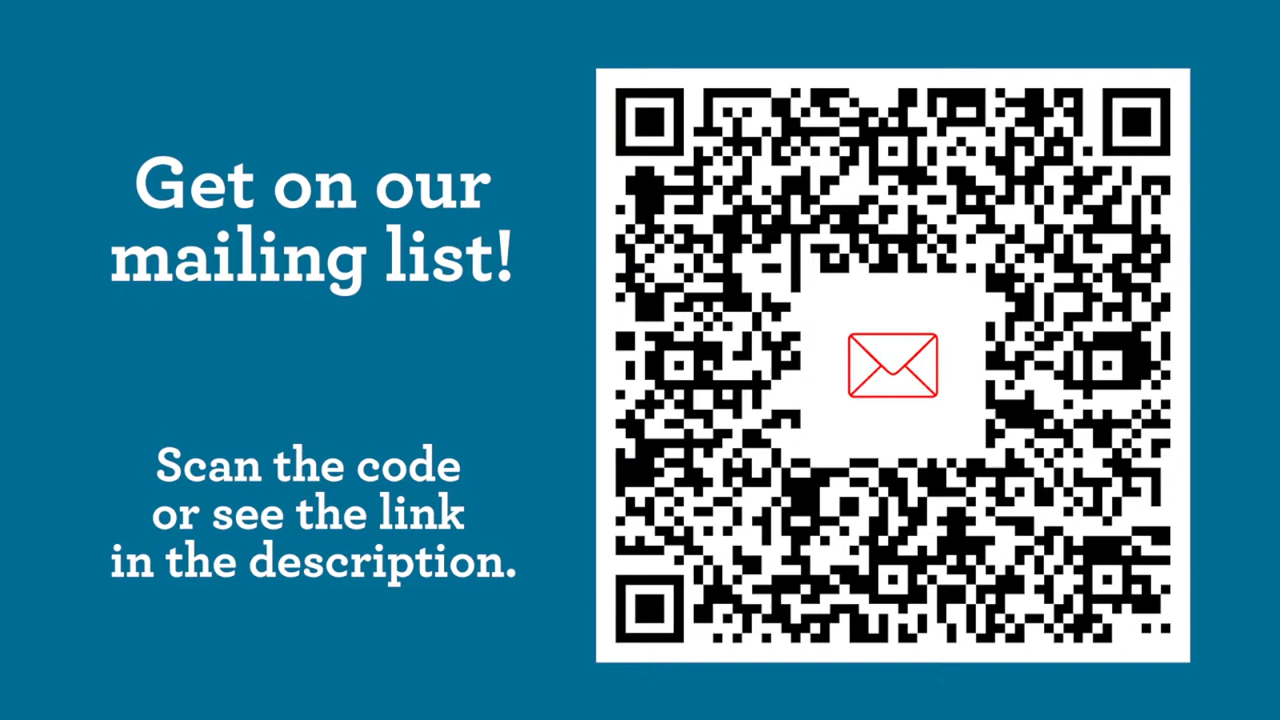 Get on our
mailing list!
Scan the code
or see the link
in the description.